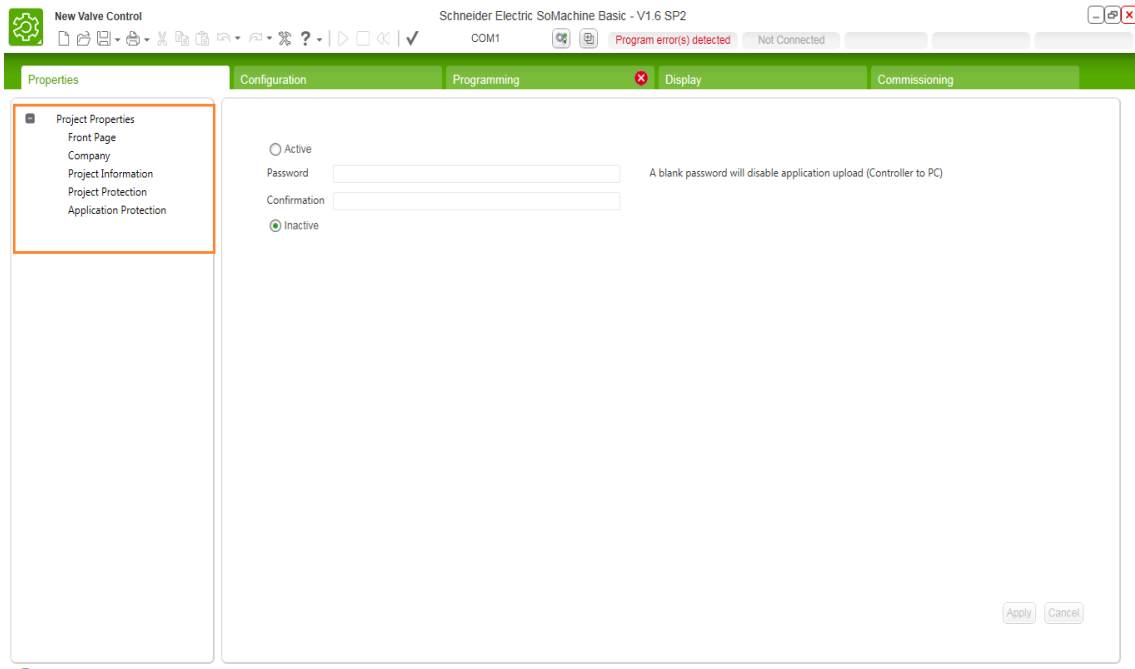 New Valve Control
Schneider Electric SoMachine Basic - V1.6 SP2
COM1
Program error(s) detected
Not Connected
Properties
Configuration
Programming
Display
Commissioning
Project Properties
Front Page
Company
Project Information
Project Protection
Application Protection
Active
Password
A blank password will disable application upload (Controller to PC)
Confirmation
Inactive
Apply
Cancel